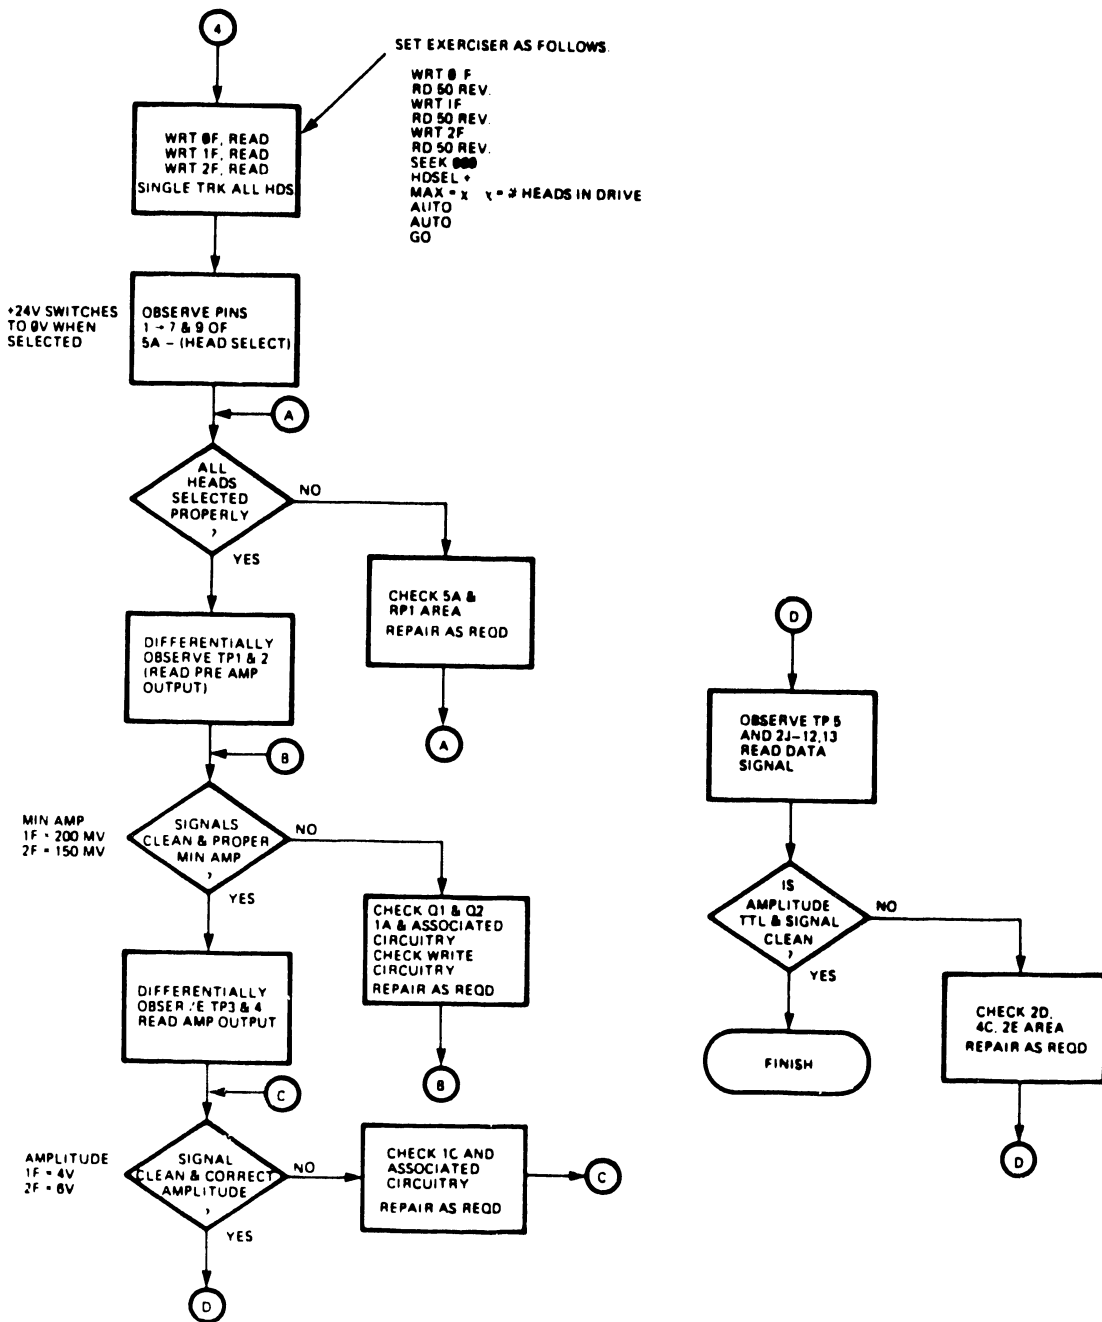 4
SET EXERCISER AS FOLLOWS.
WRT 0 F
RD 50 REV.
WRT 1F
RD 50 REV.
WRT 2F
RD 50 REV.
SEEK 000
HDSEL +
MAX = x x = # HEADS IN DRIVE
AUTO
AUTO
GO
WRT 0F, READ
WRT 1F, READ
WRT 2F, READ
SINGLE TRK ALL HDS
+24V SWITCHES
TO 0V WHEN
SELECTED
OBSERVE PINS
1 → 7 & 9 OF
5A – (HEAD SELECT)
A
ALL
HEADS
SELECTED
PROPERLY
?
NO
YES
CHECK 5A &
RP1 AREA
REPAIR AS REQD
A
DIFFERENTIALLY
OBSERVE TP1 & 2
(READ PRE AMP
OUTPUT)
B
MIN AMP
1F = 200 MV
2F = 150 MV
SIGNALS
CLEAN & PROPER
MIN AMP
?
NO
YES
CHECK Q1 & Q2
1A & ASSOCIATED
CIRCUITRY
CHECK WRITE
CIRCUITRY
REPAIR AS REQD
B
DIFFERENTIALLY
OBSERVE TP3 & 4
READ AMP OUTPUT
C
AMPLITUDE
1F = 4V
2F = 6V
SIGNAL
CLEAN & CORRECT
AMPLITUDE
?
NO
YES
CHECK 1C AND
ASSOCIATED
CIRCUITRY
REPAIR AS REQD
C
D
D
OBSERVE TP 5
AND 2J–12,13
READ DATA
SIGNAL
IS
AMPLITUDE
TTL & SIGNAL
CLEAN
?
NO
YES
CHECK 2D,
4C, 2E AREA
REPAIR AS REQD
D
FINISH